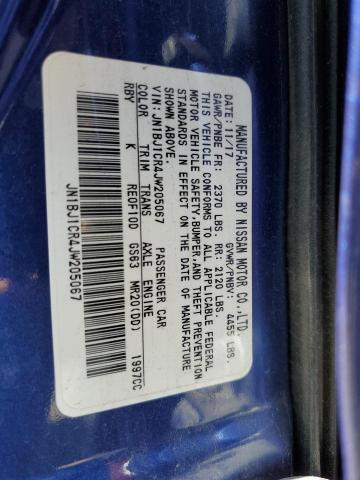 MANUFACTURED BY NISSAN MOTOR CO.,LTD.
DATE: 11/17 GVWR/PNBV: 4455 LBS.
GAWR/PNBE FR: 2370 LBS. RR: 2120 LBS.
THIS VEHICLE CONFORMS TO ALL APPLICABLE FEDERAL
MOTOR VEHICLE SAFETY,BUMPER,AND THEFT PREVENTION
STANDARDS IN EFFECT ON THE DATE OF MANUFACTURE
SHOWN ABOVE.
VIN: JN1BJ1CR4JW205067 PASSENGER CAR
COLOR TRIM TRANS AXLE ENGINE
RBY K RE0F10D GS63 MR20(DD) 1997CC
JN1BJ1CR4JW205067